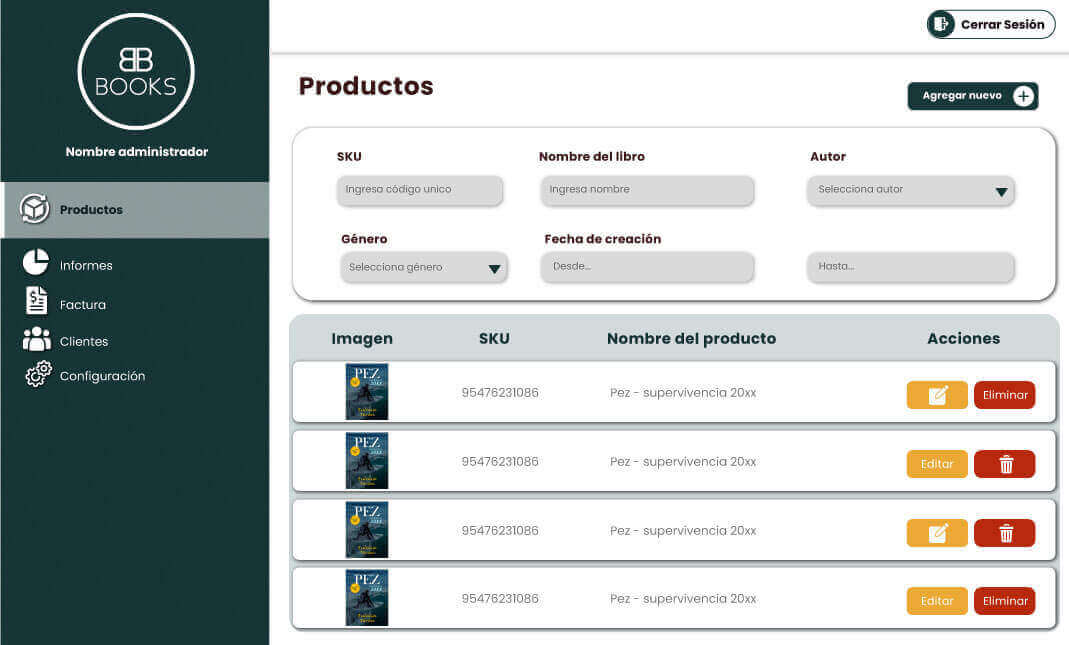 BB
BOOKS
Nombre administrador
Productos
Informes
Factura
Clientes
Configuración
Cerrar Sesión
Productos
Agregar nuevo
SKU
Nombre del libro
Autor
Ingresa código unico
Ingresa nombre
Selecciona autor
Género
Fecha de creación
Selecciona género
Desde...
Hasta...
Imagen SKU Nombre del producto Acciones
PEZ
95476231086 Pez - supervivencia 20xx Eliminar
PEZ
95476231086 Pez - supervivencia 20xx Editar
PEZ
95476231086 Pez - supervivencia 20xx
PEZ
95476231086 Pez - supervivencia 20xx Editar Eliminar